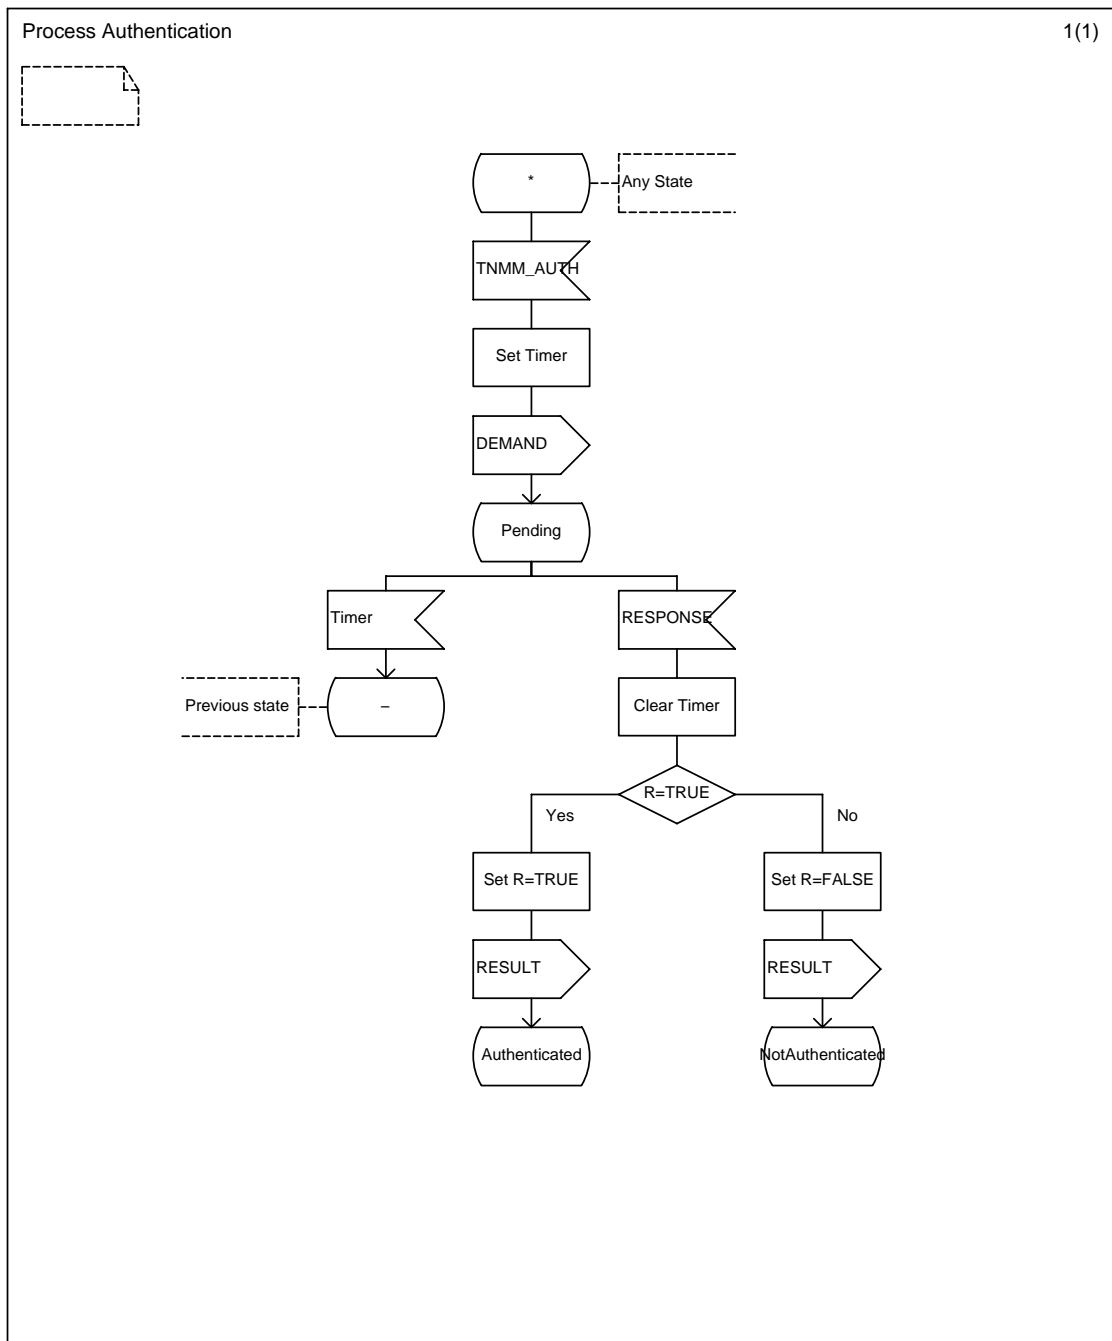 Process Authentication
1(1)
*
Any State
TNMM_AUTH
Set Timer
DEMAND
Pending
Timer
RESPONSE
Previous state
–
Clear Timer
R=TRUE
Yes
No
Set R=TRUE
Set R=FALSE
RESULT
RESULT
Authenticated
NotAuthenticated